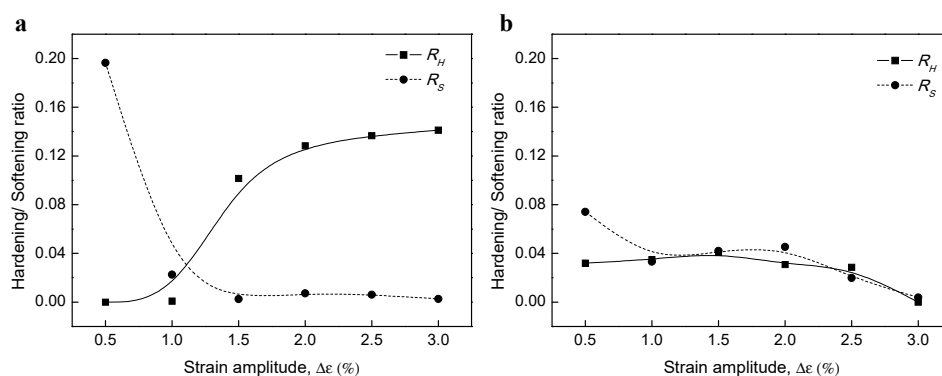 a
R_H
R_S
Hardening/ Softening ratio
0.20
0.16
0.12
0.08
0.04
0.00
0.5 1.0 1.5 2.0 2.5 3.0
Strain amplitude, Δε (%)
b
R_H
R_S
Hardening/ Softening ratio
0.20
0.16
0.12
0.08
0.04
0.00
0.5 1.0 1.5 2.0 2.5 3.0
Strain amplitude, Δε (%)